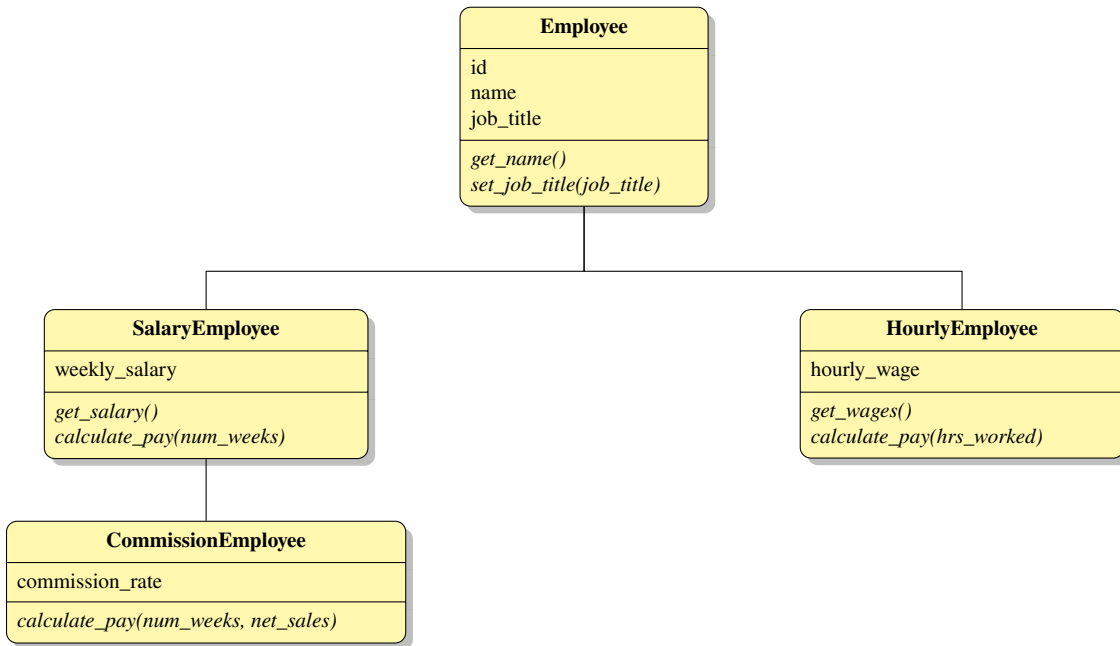 Employee
id
name
job_title
get_name()
set_job_title(job_title)
SalaryEmployee
weekly_salary
get_salary()
calculate_pay(num_weeks)
HourlyEmployee
hourly_wage
get_wages()
calculate_pay(hrs_worked)
CommissionEmployee
commission_rate
calculate_pay(num_weeks, net_sales)